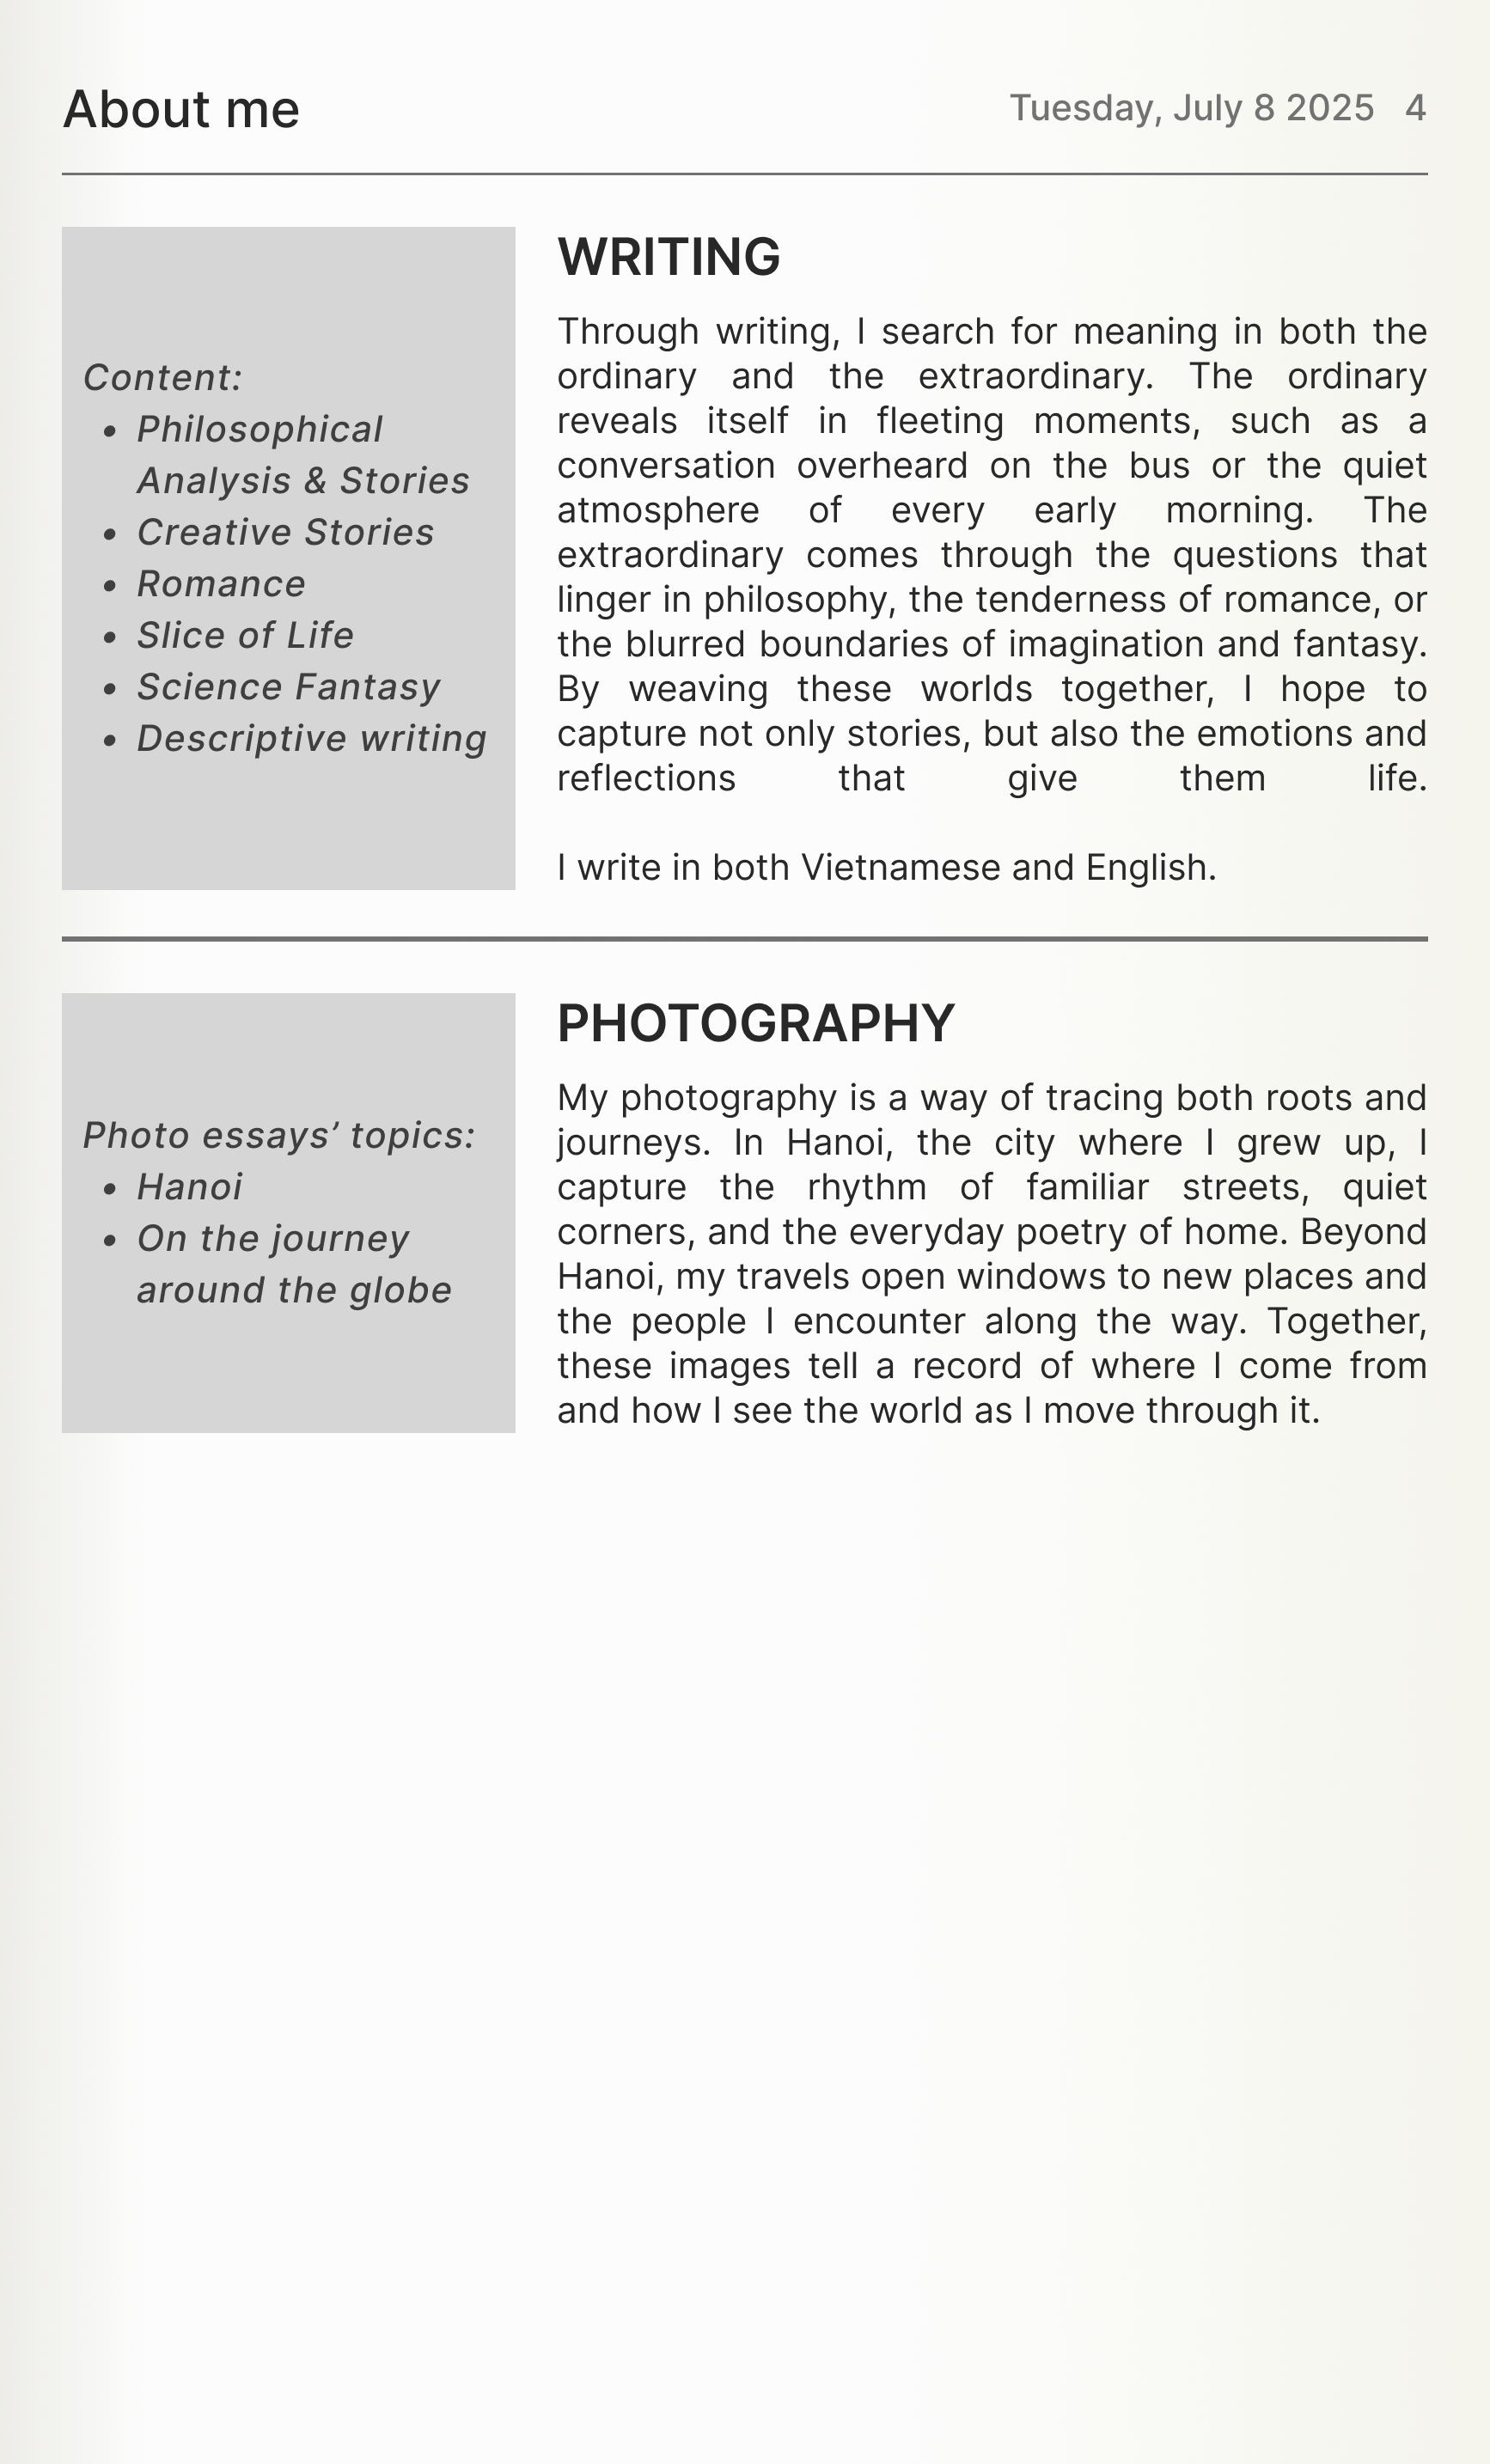 About me
Tuesday, July 8 2025 4
Content:
• Philosophical
Analysis & Stories
• Creative Stories
• Romance
• Slice of Life
• Science Fantasy
• Descriptive writing
WRITING
Through writing, I search for meaning in both the
ordinary and the extraordinary. The ordinary
reveals itself in fleeting moments, such as a
conversation overheard on the bus or the quiet
atmosphere of every early morning. The
extraordinary comes through the questions that
linger in philosophy, the tenderness of romance, or
the blurred boundaries of imagination and fantasy.
By weaving these worlds together, I hope to
capture not only stories, but also the emotions and
reflections that give them life.
I write in both Vietnamese and English.
Photo essays’ topics:
• Hanoi
• On the journey
around the globe
PHOTOGRAPHY
My photography is a way of tracing both roots and
journeys. In Hanoi, the city where I grew up, I
capture the rhythm of familiar streets, quiet
corners, and the everyday poetry of home. Beyond
Hanoi, my travels open windows to new places and
the people I encounter along the way. Together,
these images tell a record of where I come from
and how I see the world as I move through it.